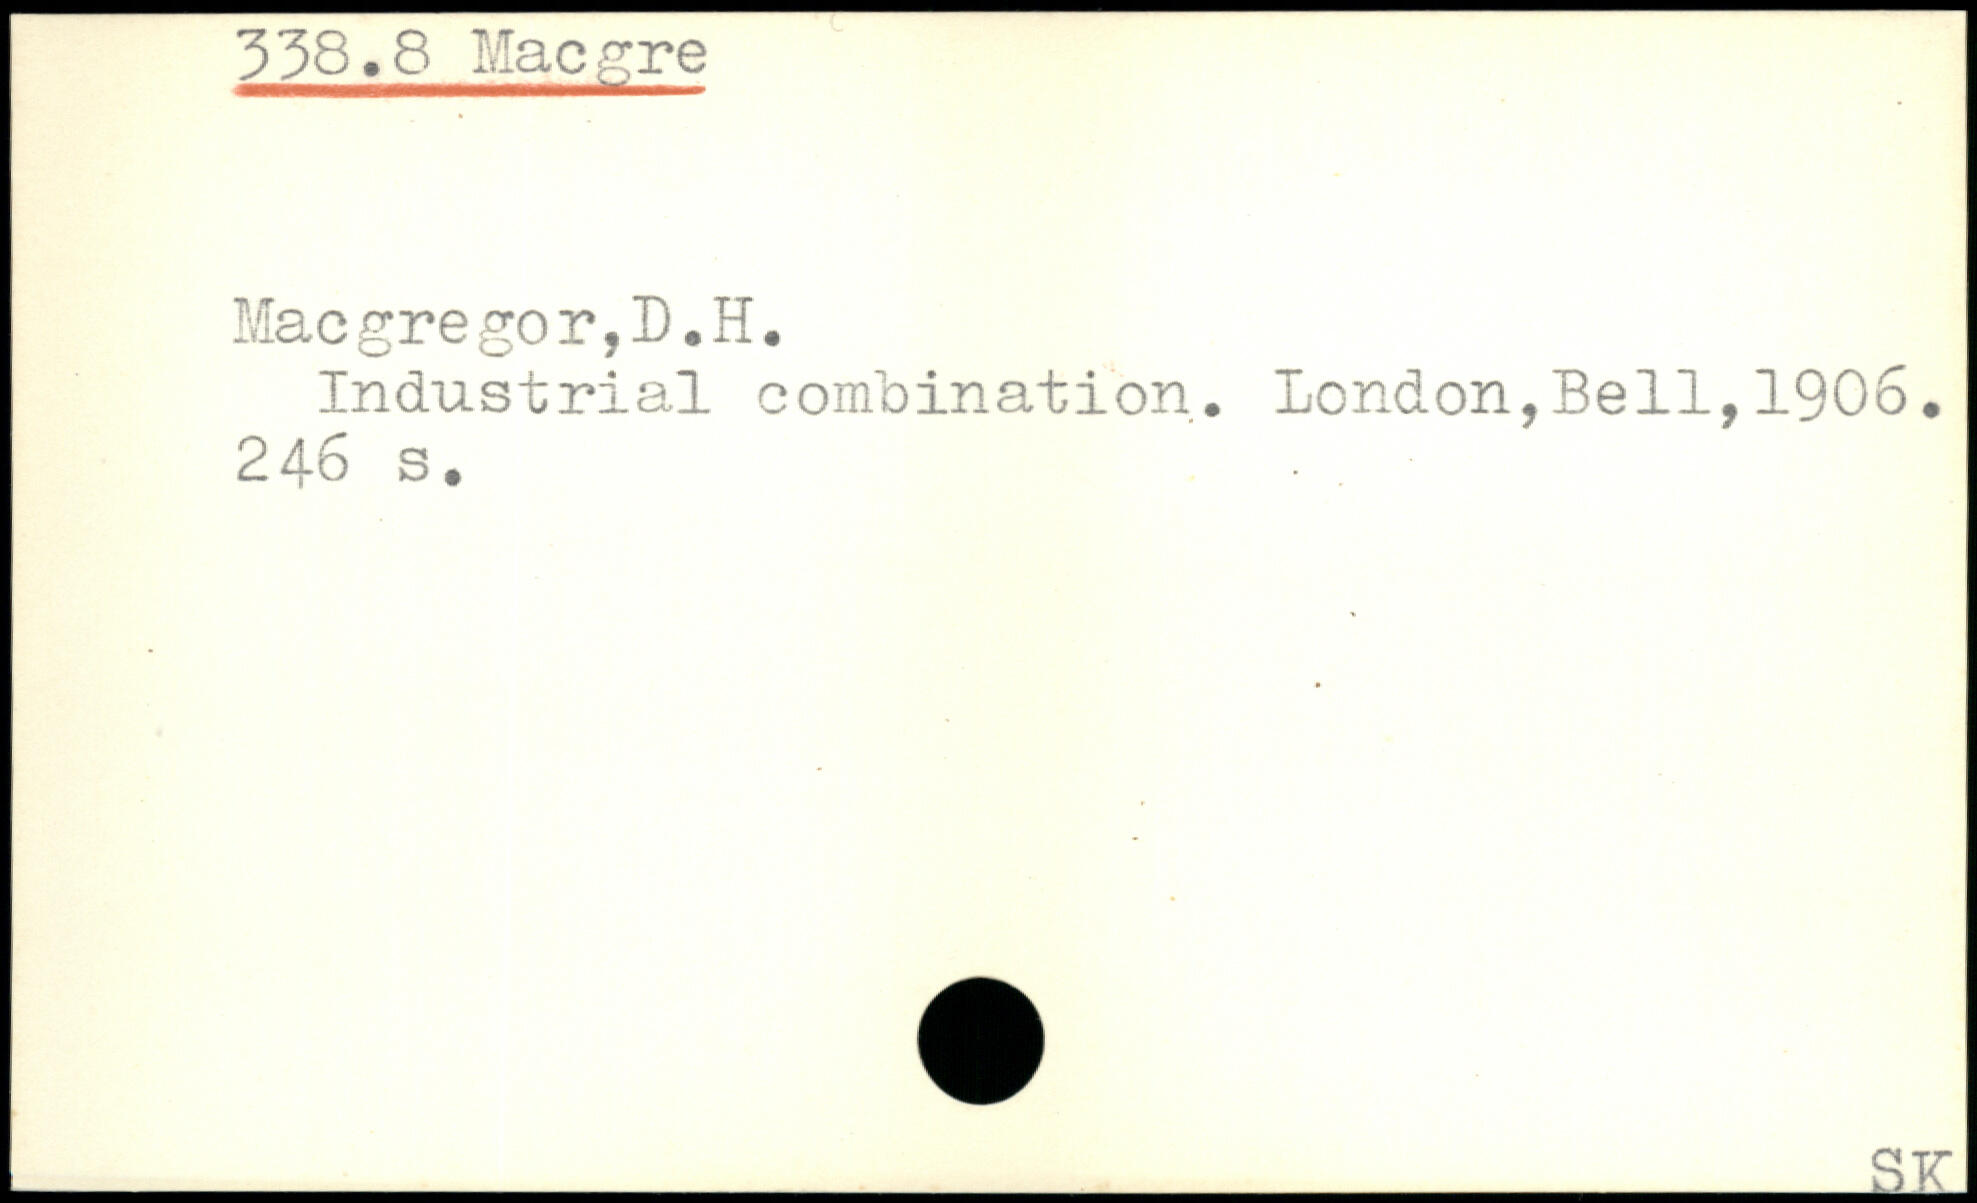 338.8 Macgre
Macgregor,D.H.
Industrial combination. London,Bell,1906.
246 s.
SK